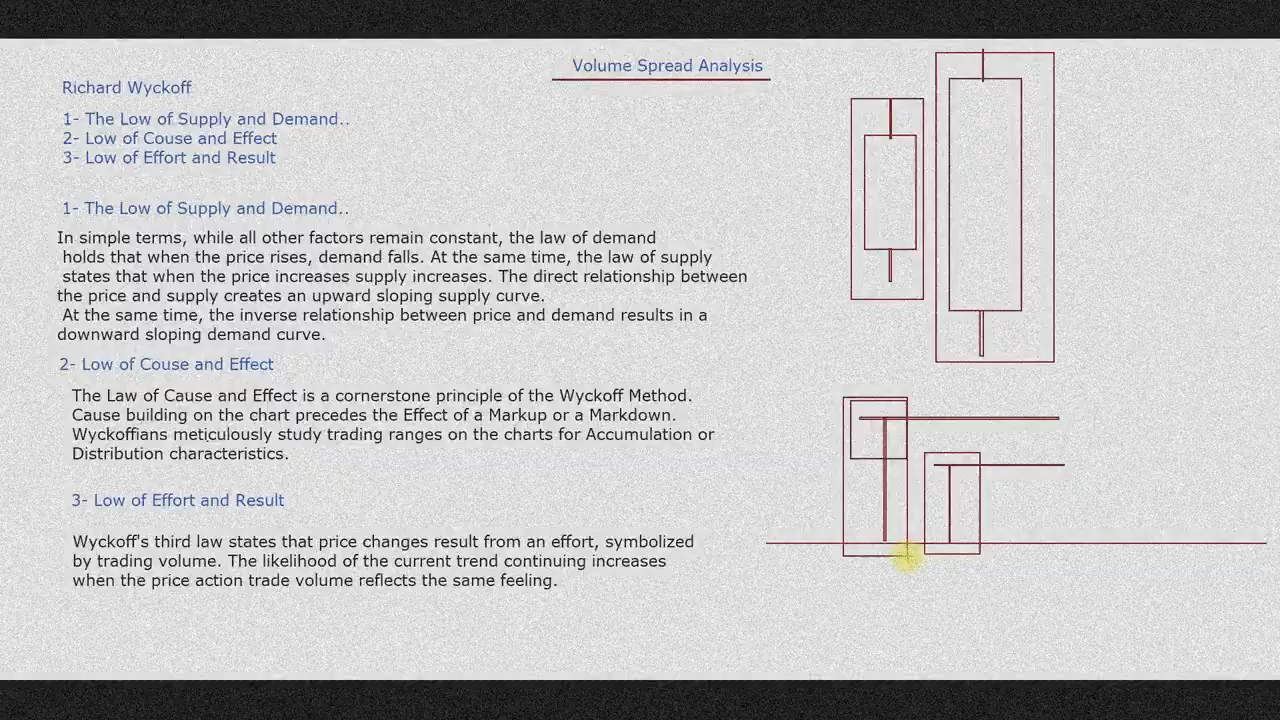 Volume Spread Analysis
Richard Wyckoff
1- The Low of Supply and Demand..
2- Low of Couse and Effect
3- Low of Effort and Result
1- The Low of Supply and Demand..
In simple terms, while all other factors remain constant, the law of demand
holds that when the price rises, demand falls. At the same time, the law of supply
states that when the price increases supply increases. The direct relationship between
the price and supply creates an upward sloping supply curve.
At the same time, the inverse relationship between price and demand results in a
downward sloping demand curve.
2- Low of Couse and Effect
The Law of Cause and Effect is a cornerstone principle of the Wyckoff Method.
Cause building on the chart precedes the Effect of a Markup or a Markdown.
Wyckoffians meticulously study trading ranges on the charts for Accumulation or
Distribution characteristics.
3- Low of Effort and Result
Wyckoff's third law states that price changes result from an effort, symbolized
by trading volume. The likelihood of the current trend continuing increases
when the price action trade volume reflects the same feeling.